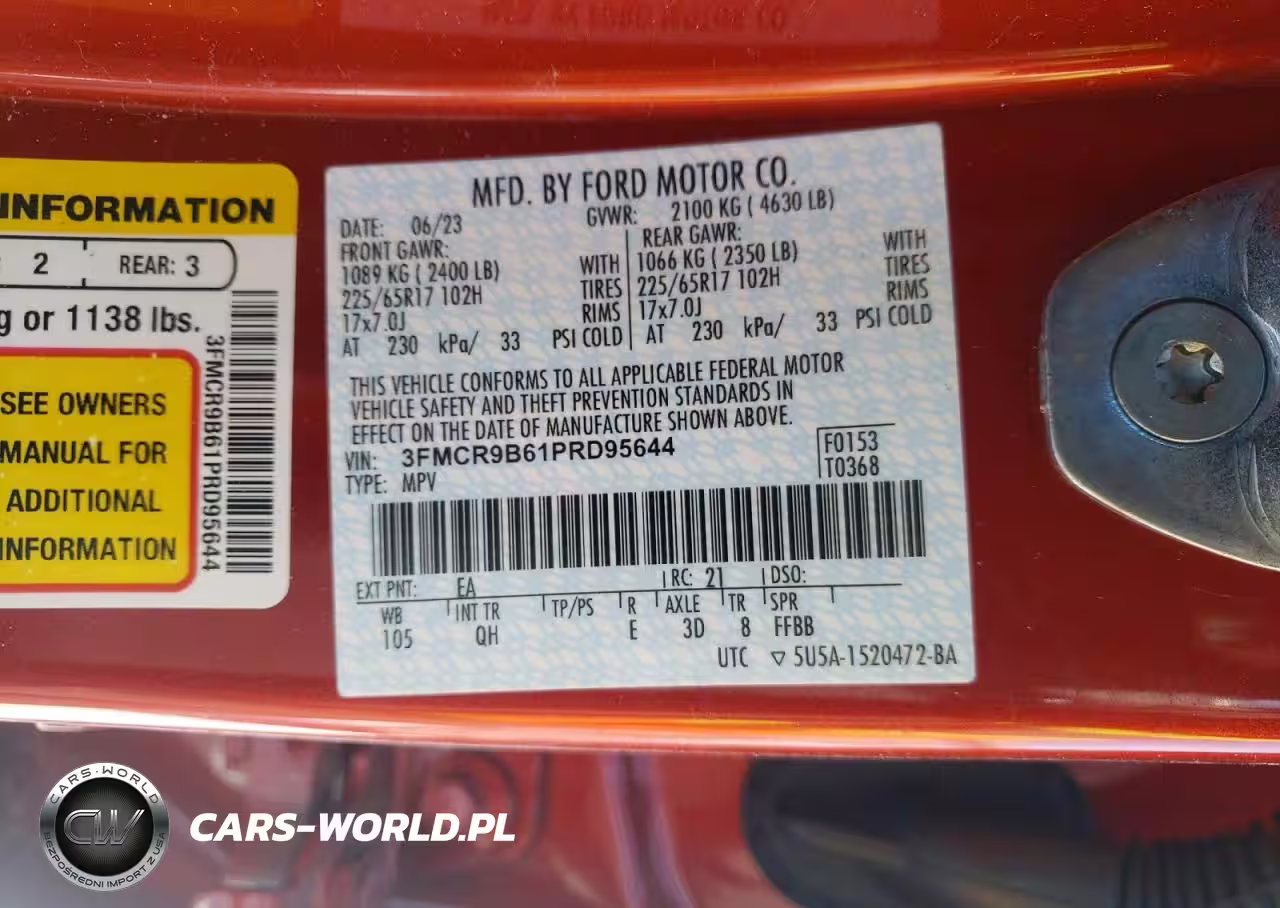 INFORMATION
2 REAR: 3
g or 1138 lbs.
SEE OWNERS
MANUAL FOR
ADDITIONAL
INFORMATION
3FMCR9B61PRD95644
MFD. BY FORD MOTOR CO.
DATE: 06/23 GVWR: 2100 KG ( 4630 LB)
FRONT GAWR:
1089 KG ( 2400 LB) WITH
225/65R17 102H TIRES
17x7.0J RIMS
AT 230 kPa/ 33 PSI COLD
REAR GAWR: WITH
1066 KG ( 2350 LB) TIRES
225/65R17 102H RIMS
17x7.0J
AT 230 kPa/ 33 PSI COLD
THIS VEHICLE CONFORMS TO ALL APPLICABLE FEDERAL MOTOR
VEHICLE SAFETY AND THEFT PREVENTION STANDARDS IN
EFFECT ON THE DATE OF MANUFACTURE SHOWN ABOVE.
VIN: 3FMCR9B61PRD95644 F0153
TYPE: MPV T0368
EXT PNT: EA RC: 21 DSO:
WB INT TR TP/PS R AXLE TR SPR
105 QH E 3D 8 FFBB
UTC ▽ 5U5A-1520472-BA
CARS-WORLD
CW
BEZPOŚREDNI IMPORT Z USA
CARS-WORLD.PL